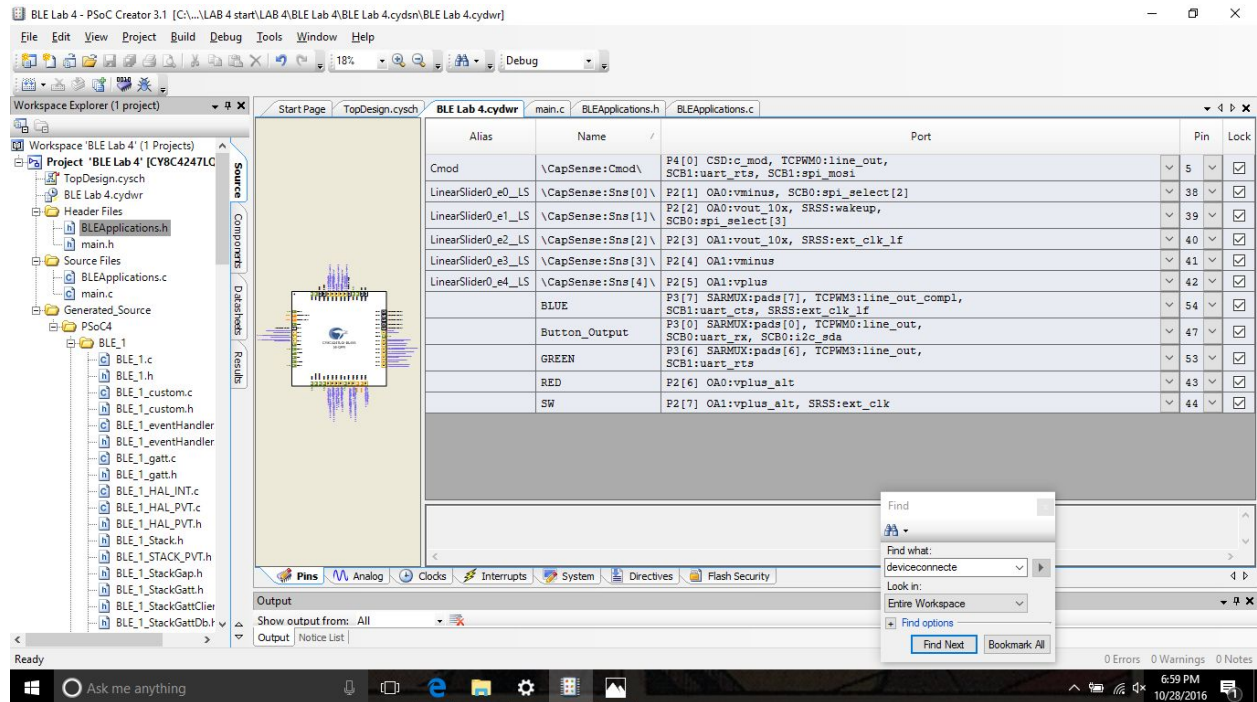 BLE Lab 4 - PSoC Creator 3.1 [C:\...\LAB 4 start\LAB 4\BLE Lab 4\BLE Lab 4.cydsn\BLE Lab 4.cydwr]
File Edit View Project Build Debug Tools Window Help
18% Debug
Workspace Explorer (1 project)
Start Page TopDesign.cysch BLE Lab 4.cydwr main.c BLEApplications.h BLEApplications.c
Workspace 'BLE Lab 4' (1 Projects)
Project 'BLE Lab 4' [CY8C4247LQ
TopDesign.cysch
BLE Lab 4.cydwr
Header Files
BLEApplications.h
main.h
Source Files
BLEApplications.c
main.c
Generated_Source
PSoC4
BLE_1
BLE_1.c
BLE_1.h
BLE_1_custom.c
BLE_1_custom.h
BLE_1_eventHandler
BLE_1_eventHandler
BLE_1_gatt.c
BLE_1_gatt.h
BLE_1_HAL_INT.c
BLE_1_HAL_PVT.c
BLE_1_HAL_PVT.h
BLE_1_Stack.h
BLE_1_STACK_PVT.h
BLE_1_StackGap.h
BLE_1_StackGatt.h
BLE_1_StackGattClier
BLE_1_StackGattDb.h
Source
Components
Datasheets
Results
Alias Name Port Pin Lock
Cmod \CapSense:Cmod\ P4[0] CSD:c_mod, TCPWM0:line_out, 5
SCB1:uart_rts, SCB1:spi_mosi
LinearSlider0_e0__LS \CapSense:Sns[0]\ P2[1] OA0:vminus, SCB0:spi_select[2] 38
LinearSlider0_e1__LS \CapSense:Sns[1]\ P2[2] OA0:vout_10x, SRSS:wakeup, 39
SCB0:spi_select[3]
LinearSlider0_e2__LS \CapSense:Sns[2]\ P2[3] OA1:vout_10x, SRSS:ext_clk_lf 40
LinearSlider0_e3__LS \CapSense:Sns[3]\ P2[4] OA1:vminus 41
LinearSlider0_e4__LS \CapSense:Sns[4]\ P2[5] OA1:vplus 42
BLUE P3[7] SARMUX:pads[7], TCPWM3:line_out_compl, 54
SCB1:uart_cts, SRSS:ext_clk_lf
Button_Output P3[0] SARMUX:pads[0], TCPWM0:line_out, 47
SCB0:uart_rx, SCB0:i2c_sda
GREEN P3[6] SARMUX:pads[6], TCPWM3:line_out, 53
SCB1:uart_rts
RED P2[6] OA0:vplus_alt 43
SW P2[7] OA1:vplus_alt, SRSS:ext_clk 44
Pins Analog Clocks Interrupts System Directives Flash Security
Output
Show output from: All
Output Notice List
Find
Find what:
deviceconnecte
Look in:
Entire Workspace
Find options
Find Next Bookmark All
Ready
0 Errors 0 Warnings 0 Notes
Ask me anything
6:59 PM
10/28/2016